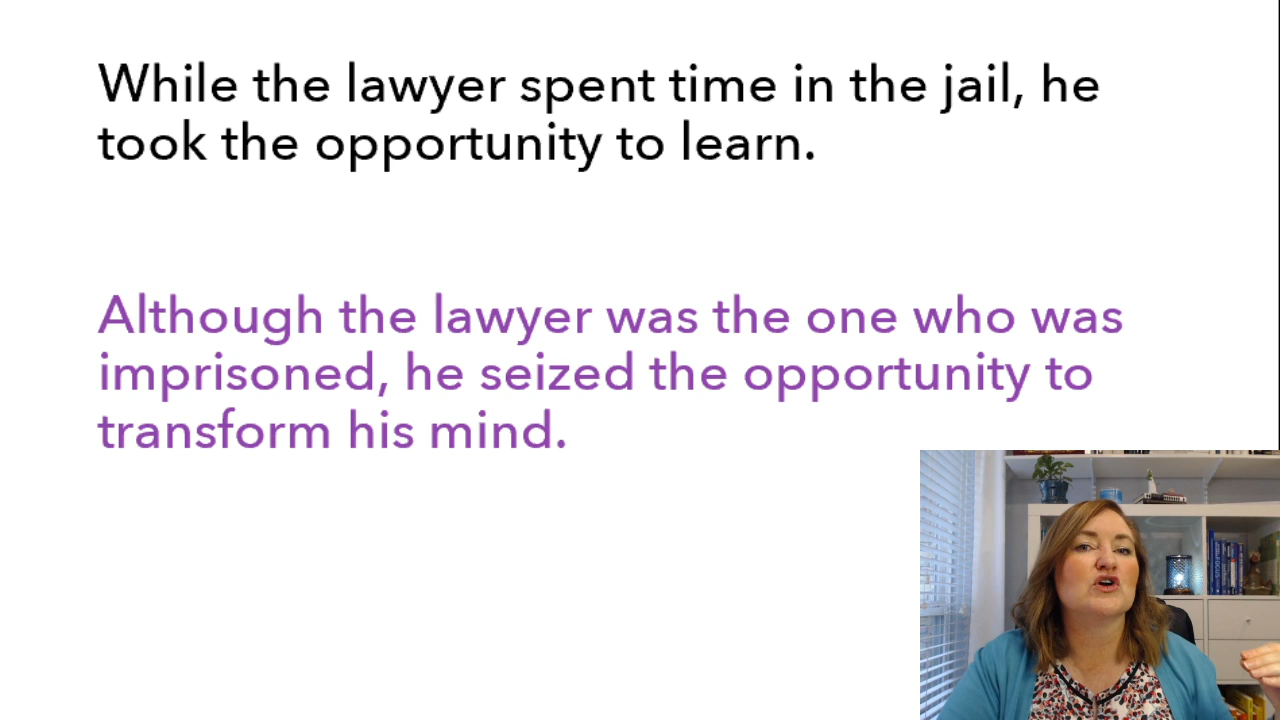 While the lawyer spent time in the jail, he
took the opportunity to learn.
Although the lawyer was the one who was
imprisoned, he seized the opportunity to
transform his mind.